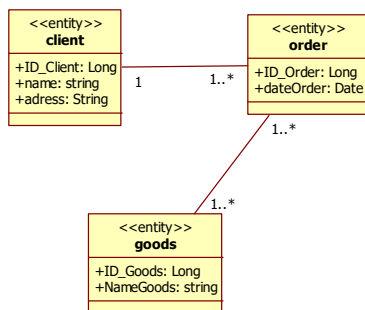 <<entity>>
client
+ID_Client: Long
+name: string
+adress: String
<<entity>>
order
+ID_Order: Long
+dateOrder: Date
1
1..*
1..*
1..*
<<entity>>
goods
+ID_Goods: Long
+NameGoods: string